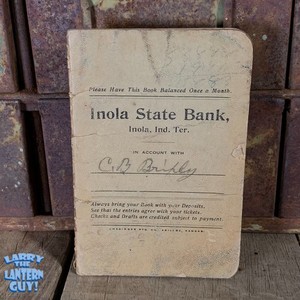 Please Have This Book Balanced Once a Month.
Inola State Bank,
Inola, Ind. Ter.
IN ACCOUNT WITH
C.B.
Always bring your Bank with your Deposits.
See that the entries agree with your tickets.
Checks and Drafts are credited subject to payment.
LARRY THE
LANTERN
GUY!